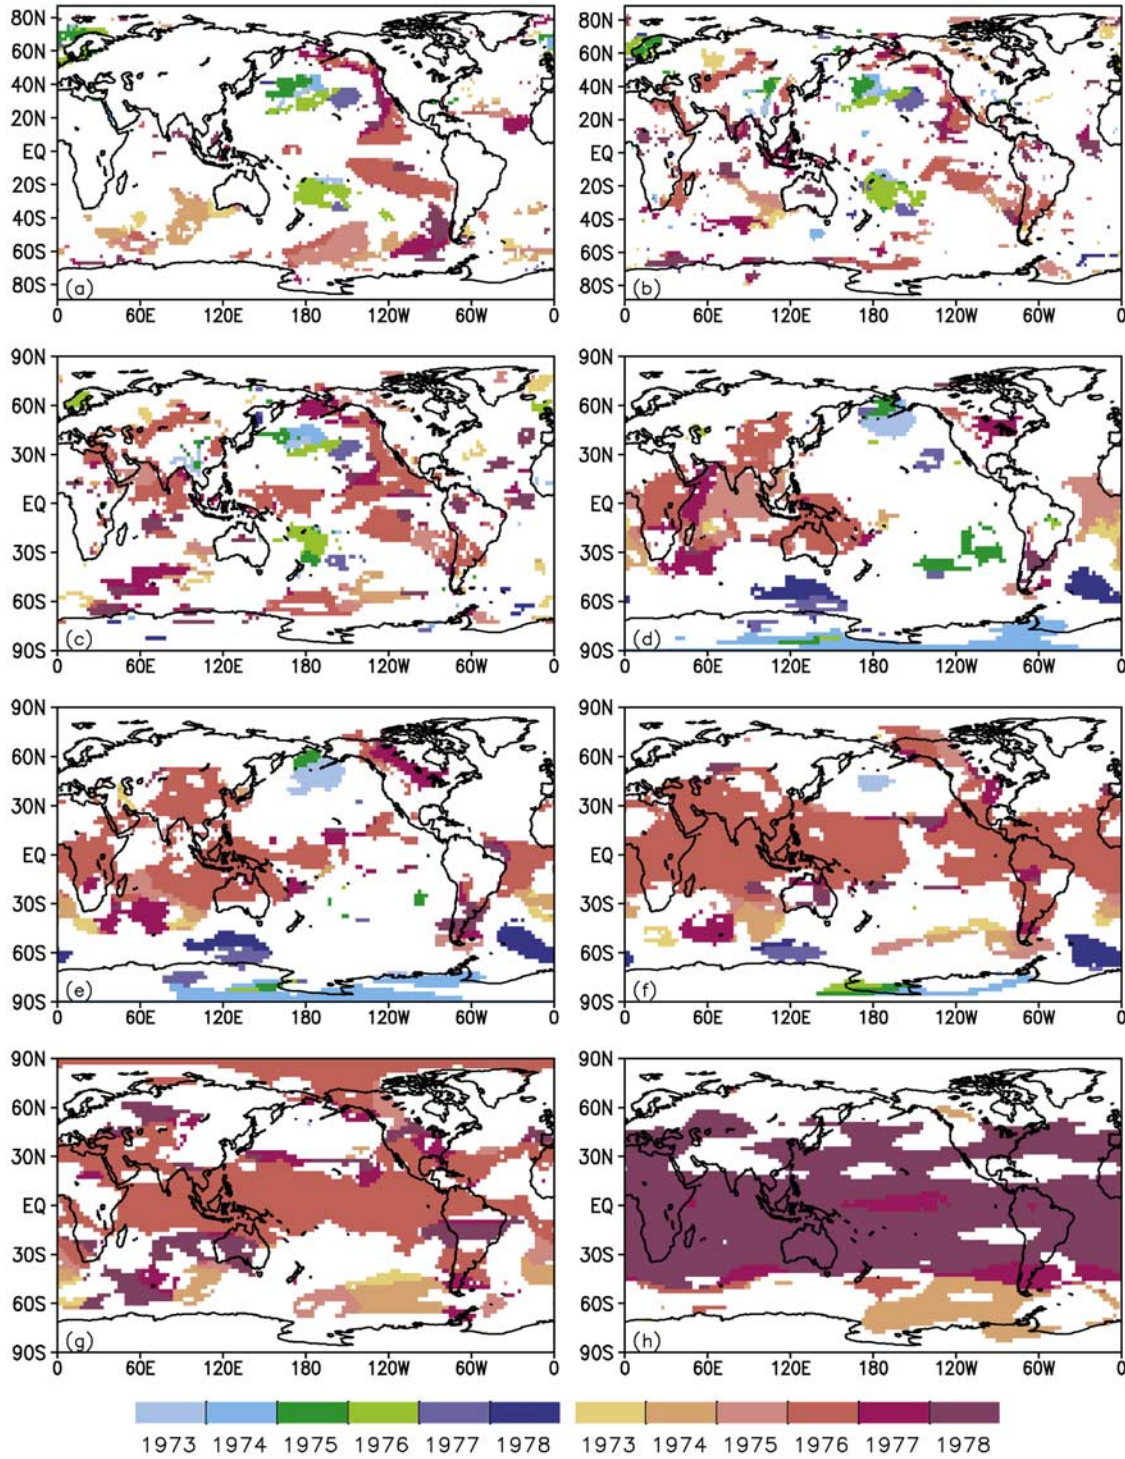 80N 80N
60N 60N
40N 40N
20N 20N
EQ EQ
20S 20S
40S 40S
60S 60S
80S (a) 80S (b)
0 60E 120E 180 120W 60W 0 0 60E 120E 180 120W 60W 0
90N 90N
60N 60N
30N 30N
EQ EQ
30S 30S
60S 60S
(c) (d)
90S 90S
0 60E 120E 180 120W 60W 0 0 60E 120E 180 120W 60W 0
90N 90N
60N 60N
30N 30N
EQ EQ
30S 30S
60S 60S
(e) (f)
90S 90S
0 60E 120E 180 120W 60W 0 0 60E 120E 180 120W 60W 0
90N 90N
60N 60N
30N 30N
EQ EQ
30S 30S
60S 60S
(g) (h)
90S 90S
0 60E 120E 180 120W 60W 0 0 60E 120E 180 120W 60W 0
1973 1974 1975 1976 1977 1978 1973 1974 1975 1976 1977 1978